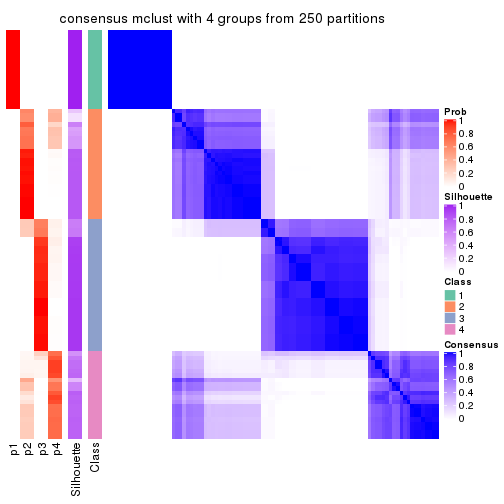 consensus mclust with 4 groups from 250 partitions
Prob
1
0.8
0.6
0.4
0.2
0
Silhouette
1
0.8
0.6
0.4
0.2
0
Class
1
2
3
4
Consensus
1
0.8
0.6
0.4
0.2
0
p1
p2
p3
p4
Silhouette
Class